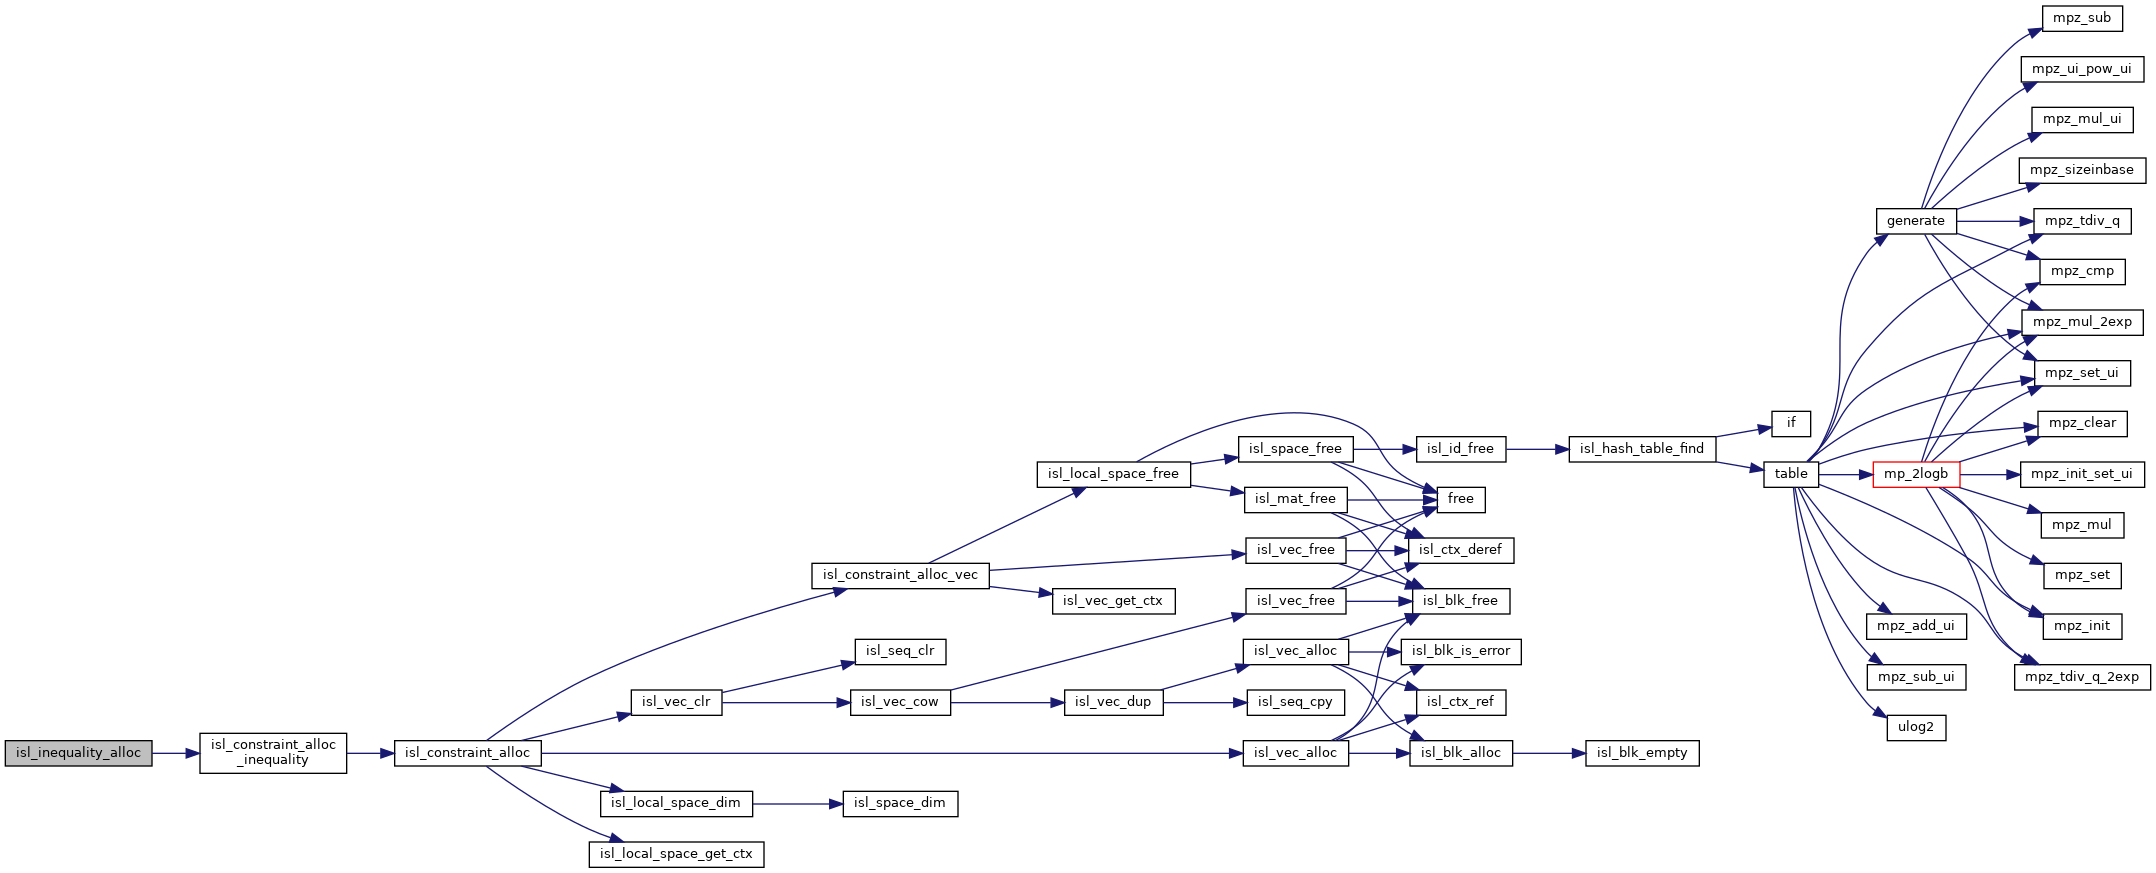 isl_inequality_alloc
isl_constraint_alloc
_inequality
isl_constraint_alloc
isl_constraint_alloc_vec
isl_vec_clr
isl_local_space_dim
isl_local_space_get_ctx
isl_seq_clr
isl_vec_cow
isl_space_dim
isl_local_space_free
isl_vec_get_ctx
isl_vec_dup
isl_space_free
isl_mat_free
isl_vec_free
isl_vec_free
isl_vec_alloc
isl_seq_cpy
isl_vec_alloc
isl_id_free
free
isl_ctx_deref
isl_blk_free
isl_blk_is_error
isl_ctx_ref
isl_blk_alloc
isl_hash_table_find
isl_blk_empty
if
table
generate
mp_2logb
mpz_add_ui
mpz_sub_ui
ulog2
mpz_sub
mpz_ui_pow_ui
mpz_mul_ui
mpz_sizeinbase
mpz_tdiv_q
mpz_cmp
mpz_mul_2exp
mpz_set_ui
mpz_clear
mpz_init_set_ui
mpz_mul
mpz_set
mpz_init
mpz_tdiv_q_2exp